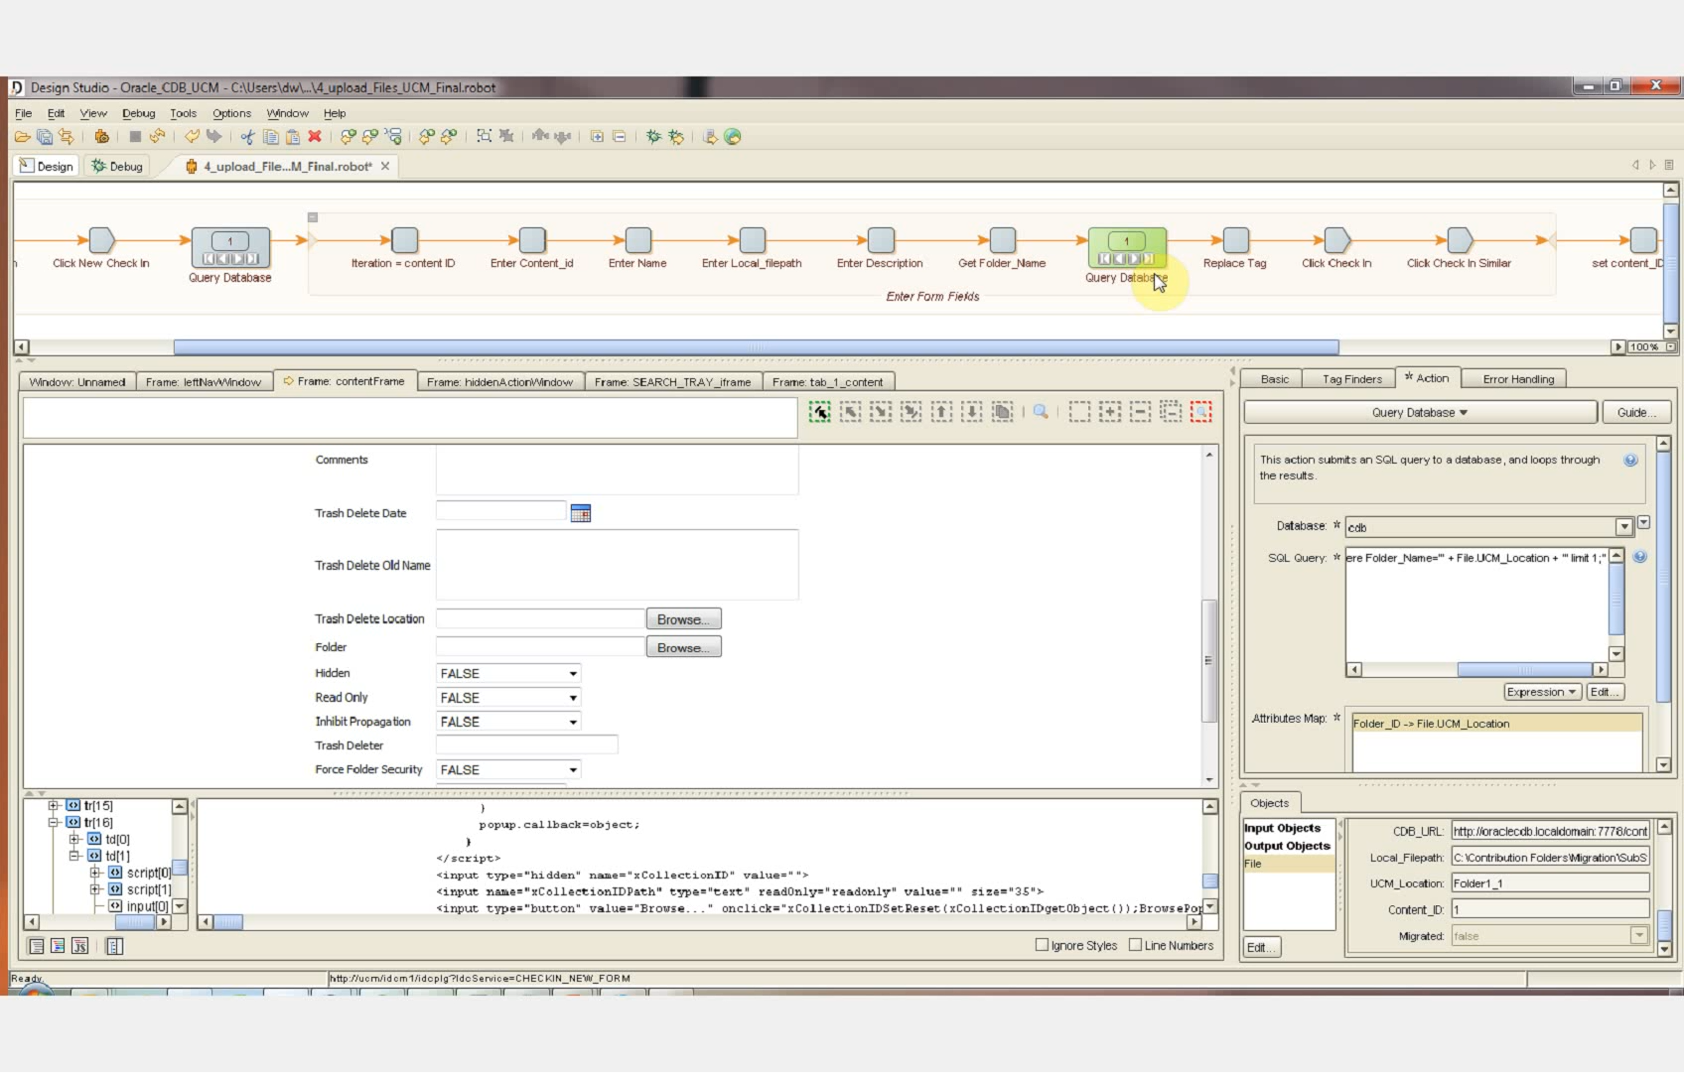 Design Studio - Oracle_CDB_UCM - C:\Users\dw\...\4_upload_Files_UCM_Final.robot
File Edit View Debug Tools Options Window Help
Design Debug 4_upload_File...M_Final.robot* ×
Click New Check In
1
Query Database
Iteration = content ID
Enter Content_id
Enter Name
Enter Local_filepath
Enter Description
Get Folder_Name
1
Query Database
Replace Tag
Click Check In
Click Check In Similar
set content_ID
Enter Form Fields
100%
Window: Unnamed Frame: leftNavWindow Frame: contentFrame Frame: hiddenActionWindow Frame: SEARCH_TRAY_iframe Frame: tab_1_content
Comments
Trash Delete Date
Trash Delete Old Name
Trash Delete Location Browse...
Folder Browse...
Hidden FALSE
Read Only FALSE
Inhibit Propagation FALSE
Trash Deleter
Force Folder Security FALSE
Basic Tag Finders * Action Error Handling
Query Database Guide...
This action submits an SQL query to a database, and loops through
the results.
Database: * cdb
SQL Query: * ere Folder_Name='" + File.UCM_Location + "' limit 1;"
Expression Edit...
Attributes Map: * Folder_ID -> File.UCM_Location
tr[15]
tr[16]
td[0]
td[1]
script[0]
script[1]
input[0]
}
popup.callback=object;
}
</script>
<input type="hidden" name="xCollectionID" value="">
<input name="xCollectionIDPath" type="text" readOnly="readonly" value="" size="35">
<input type="button" value="Browse..." onclick="xCollectionIDSetReset(xCollectionIDgetObject());BrowsePop
JS
Ignore Styles Line Numbers
Objects
Input Objects
Output Objects
File
Edit...
CDB_URL: http://oraclecdb.localdomain:7778/cont
Local_Filepath: C:\Contribution Folders\Migration\SubS
UCM_Location: Folder1_1
Content_ID: 1
Migrated: false
Ready. http://ucm/idcm1/idcplg?IdcService=CHECKIN_NEW_FORM